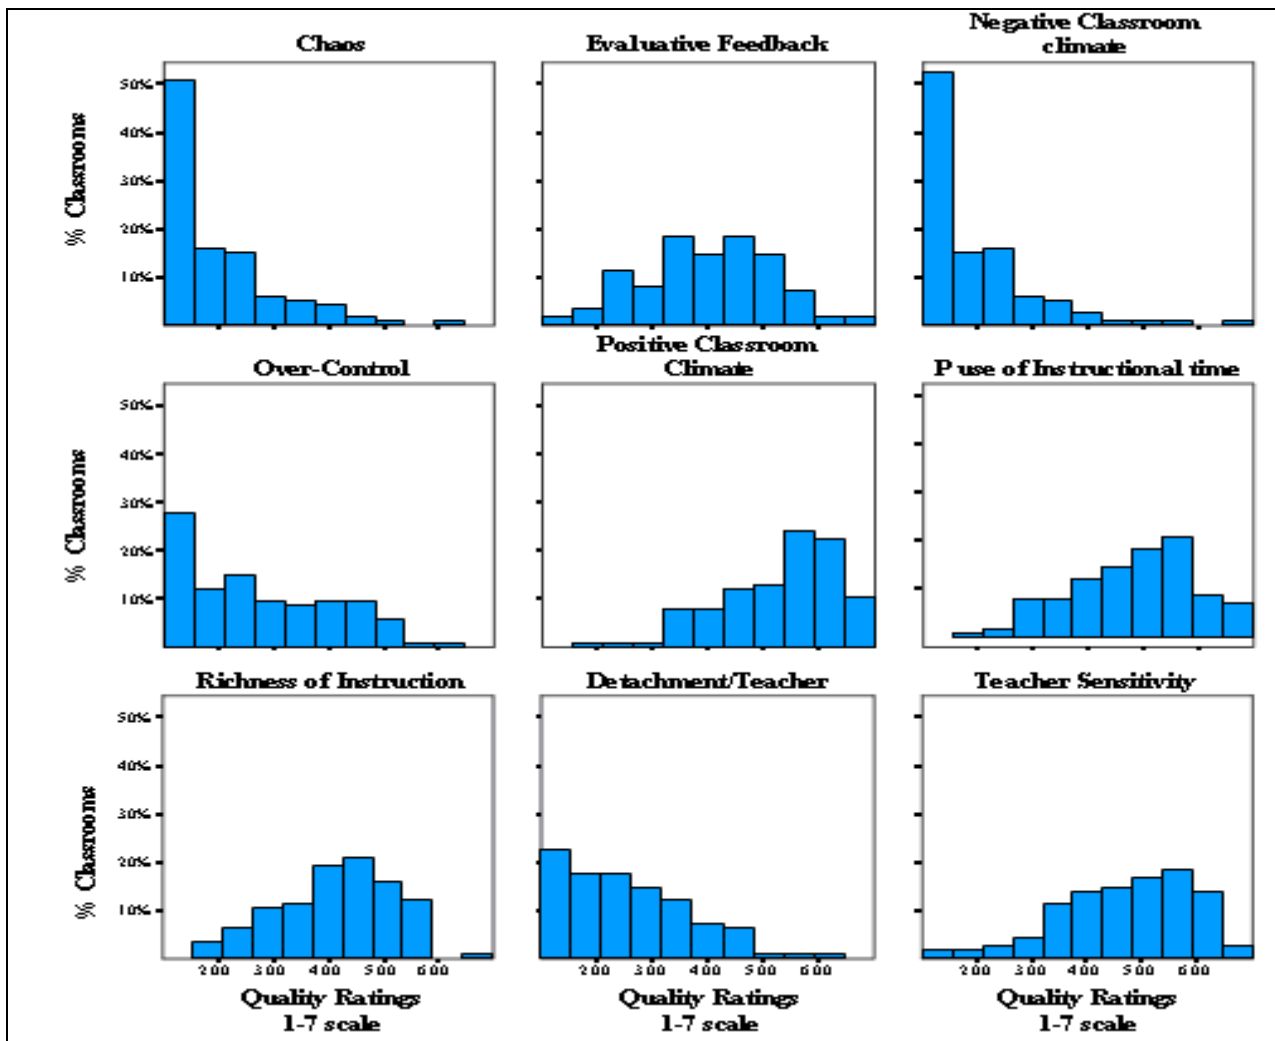 Chaos
Evaluative Feedback
Negative Classroom
climate
50%
40%
30%
20%
10%
% Classrooms
Over-Control
Positive Classroom
Climate
P use of Instructional time
50%
40%
30%
20%
10%
% Classrooms
Richness of Instruction
Detachment/Teacher
Teacher Sensitivity
50%
40%
30%
20%
10%
% Classrooms
200 300 400 500 600
200 300 400 500 600
200 300 400 500 600
Quality Ratings
1-7 scale
Quality Ratings
1-7 scale
Quality Ratings
1-7 scale